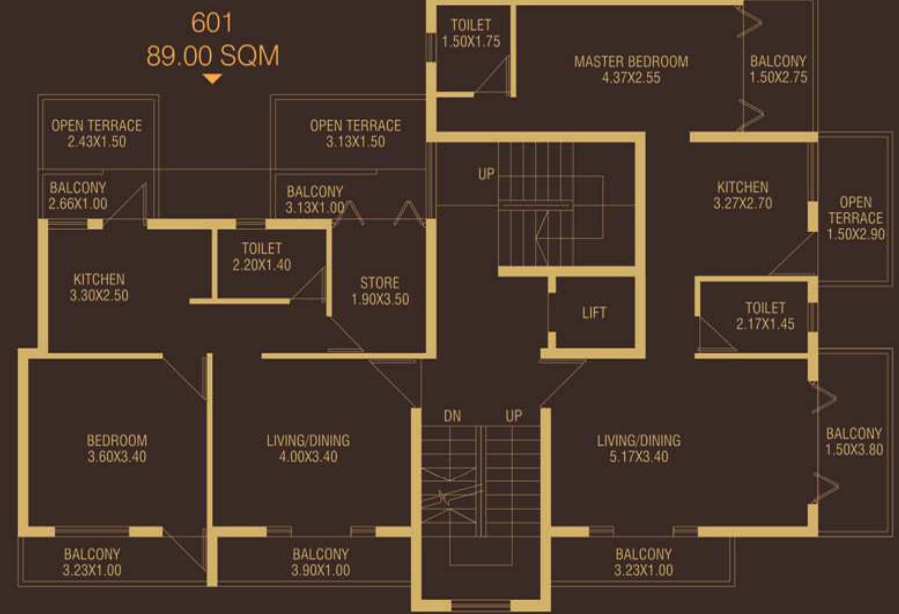 601
89.00 SQM
TOILET
1.50X1.75
MASTER BEDROOM
4.37X2.55
BALCONY
1.50X2.75
OPEN TERRACE
2.43X1.50
OPEN TERRACE
3.13X1.50
UP
KITCHEN
3.27X2.70
BALCONY
2.66X1.00
BALCONY
3.13X1.00
OPEN
TERRACE
1.50X2.90
TOILET
2.20X1.40
KITCHEN
3.30X2.50
STORE
1.90X3.50
LIFT
TOILET
2.17X1.45
DN
UP
BEDROOM
3.60X3.40
LIVING/DINING
4.00X3.40
LIVING/DINING
5.17X3.40
BALCONY
1.50X3.80
BALCONY
3.23X1.00
BALCONY
3.90X1.00
BALCONY
3.23X1.00